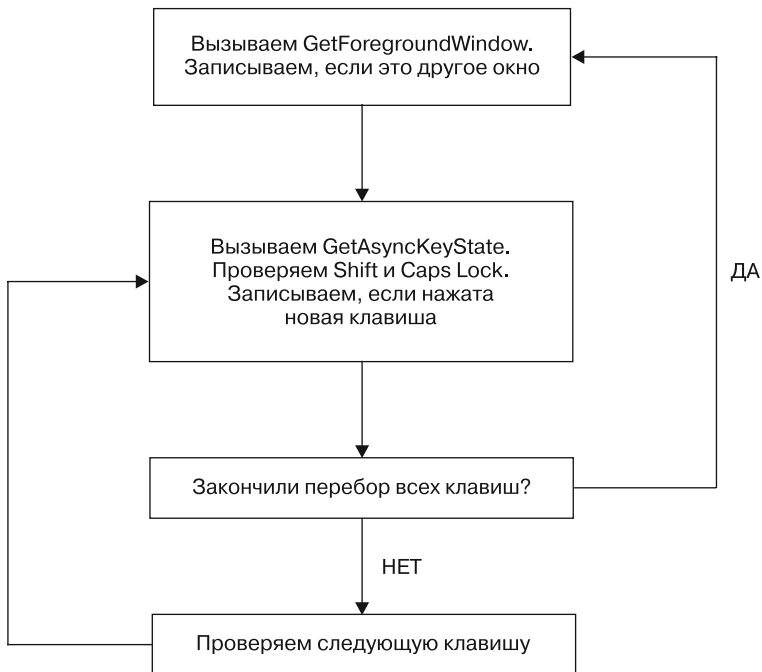 Вызываем GetForegroundWindow.
Записываем, если это другое окно
Вызываем GetAsyncKeyState.
Проверяем Shift и Caps Lock.
Записываем, если нажата
новая клавиша
ДА
Закончили перебор всех клавиш?
НЕТ
Проверяем следующую клавишу